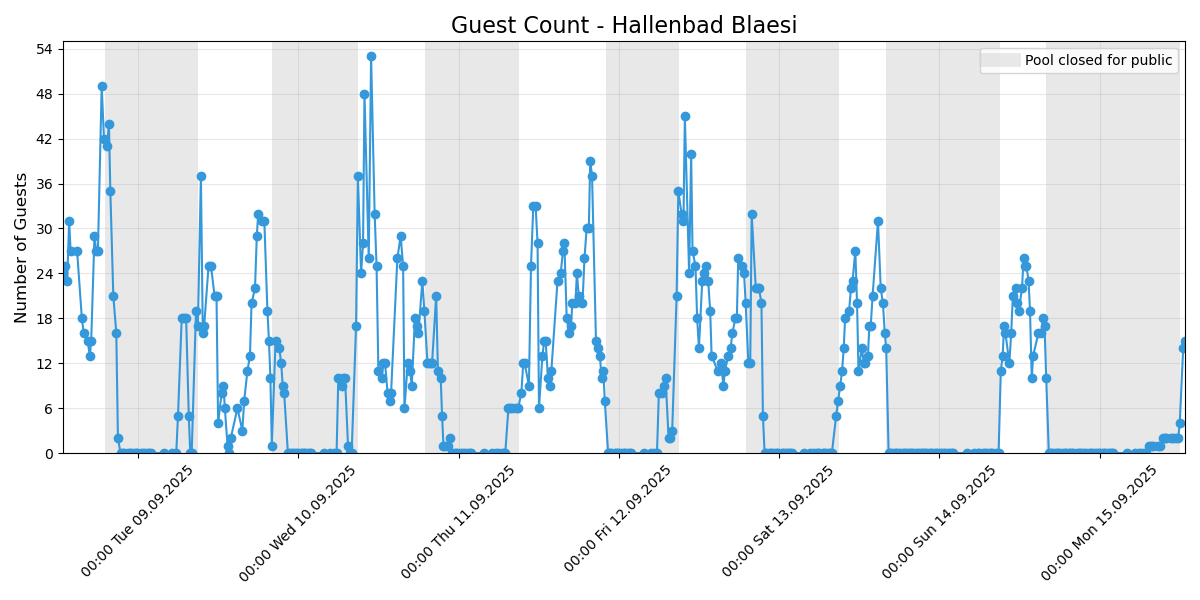 Guest Count - Hallenbad Blaesi
Pool closed for public
Number of Guests
54
48
42
36
30
24
18
12
6
0
00:00 Tue 09.09.2025
00:00 Wed 10.09.2025
00:00 Thu 11.09.2025
00:00 Fri 12.09.2025
00:00 Sat 13.09.2025
00:00 Sun 14.09.2025
00:00 Mon 15.09.2025